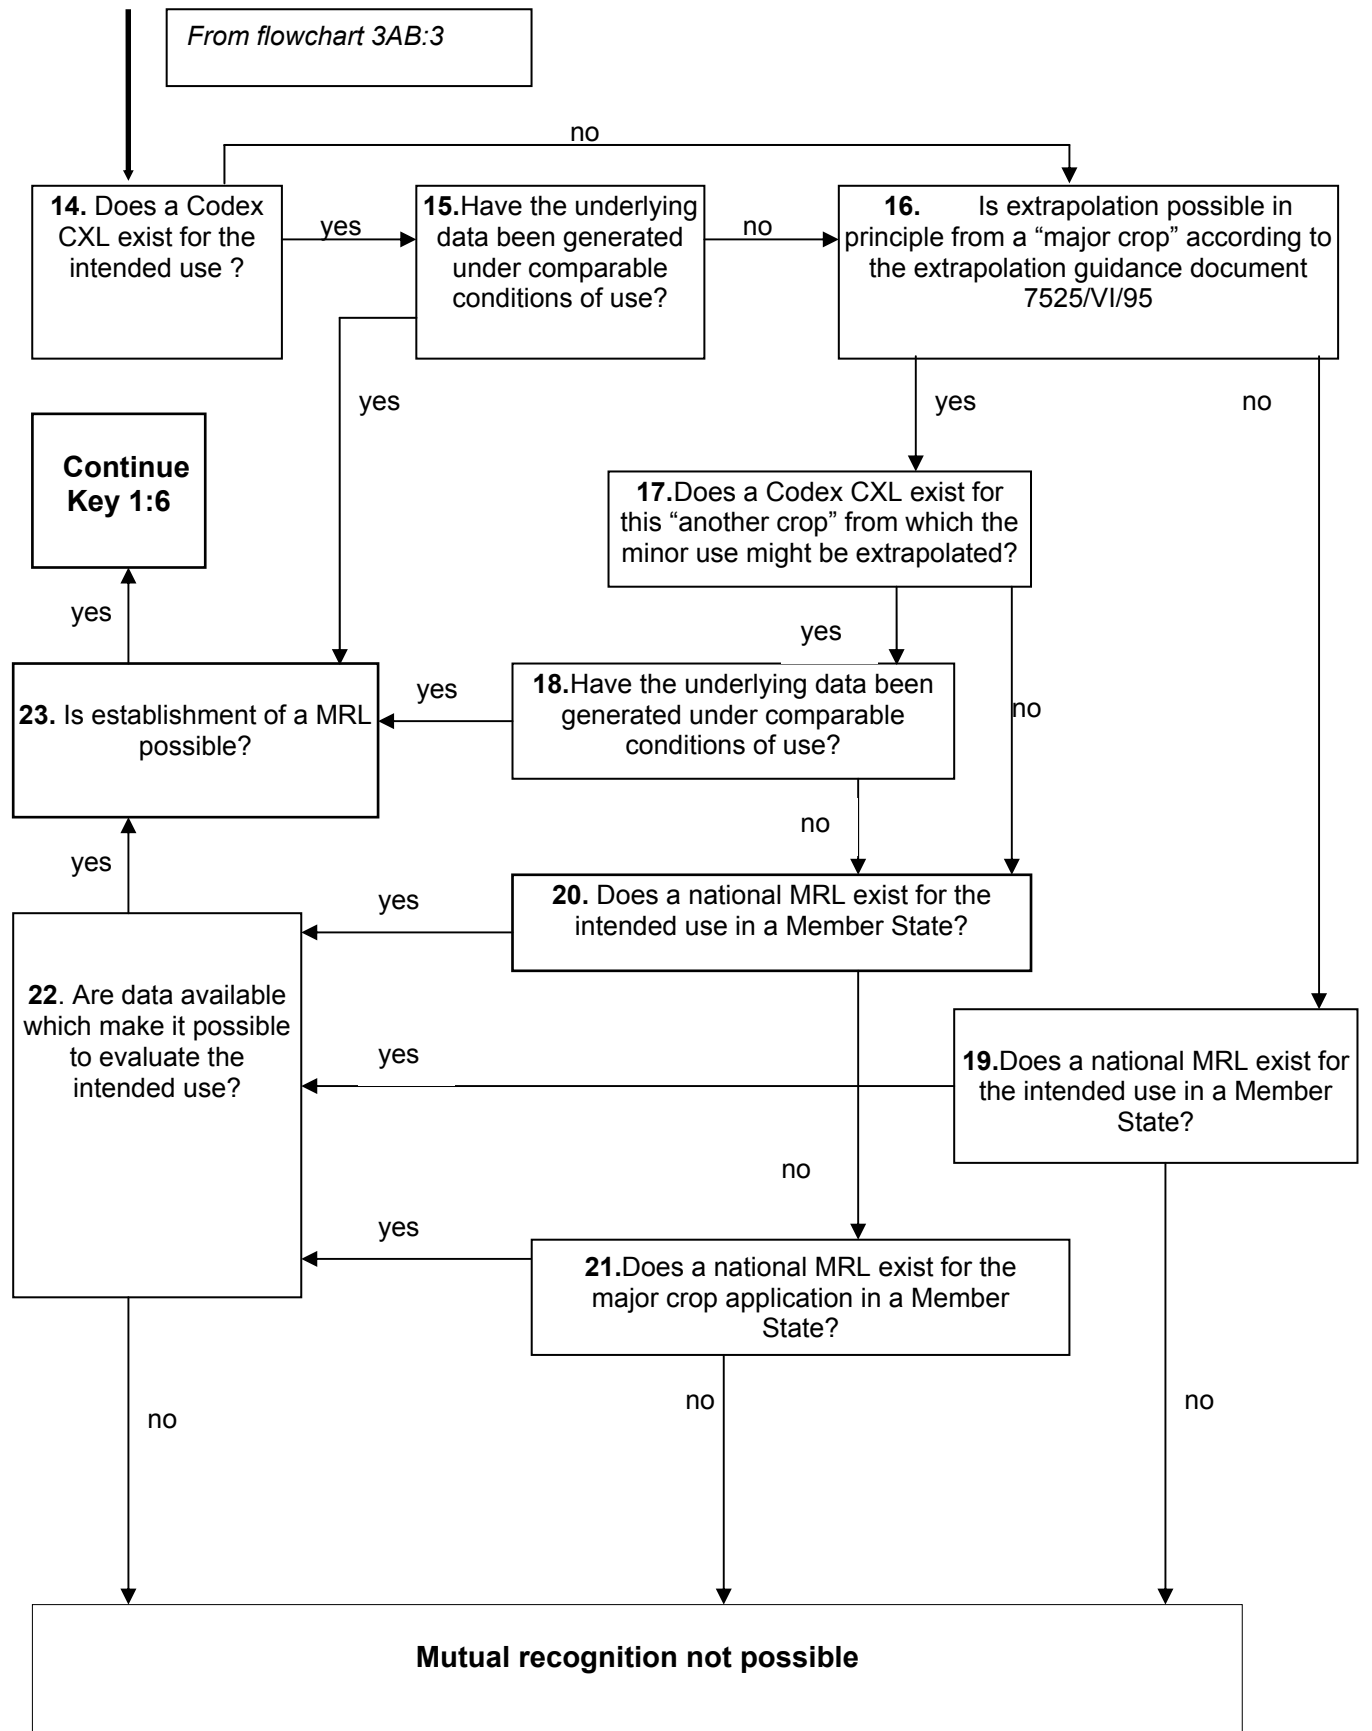 From flowchart 3AB:3
no
14. Does a Codex
CXL exist for the
intended use ?
yes
15.Have the underlying
data been generated
under comparable
conditions of use?
no
16. Is extrapolation possible in
principle from a “major crop” according to
the extrapolation guidance document
7525/VI/95
yes
yes
no
Continue
Key 1:6
17.Does a Codex CXL exist for
this “another crop” from which the
minor use might be extrapolated?
yes
yes
no
23. Is establishment of a MRL
possible?
yes
18.Have the underlying data been
generated under comparable
conditions of use?
no
yes
20. Does a national MRL exist for the
intended use in a Member State?
yes
22. Are data available
which make it possible
to evaluate the
intended use?
yes
19.Does a national MRL exist for
the intended use in a Member
State?
no
yes
21.Does a national MRL exist for the
major crop application in a Member
State?
no
no
no
Mutual recognition not possible